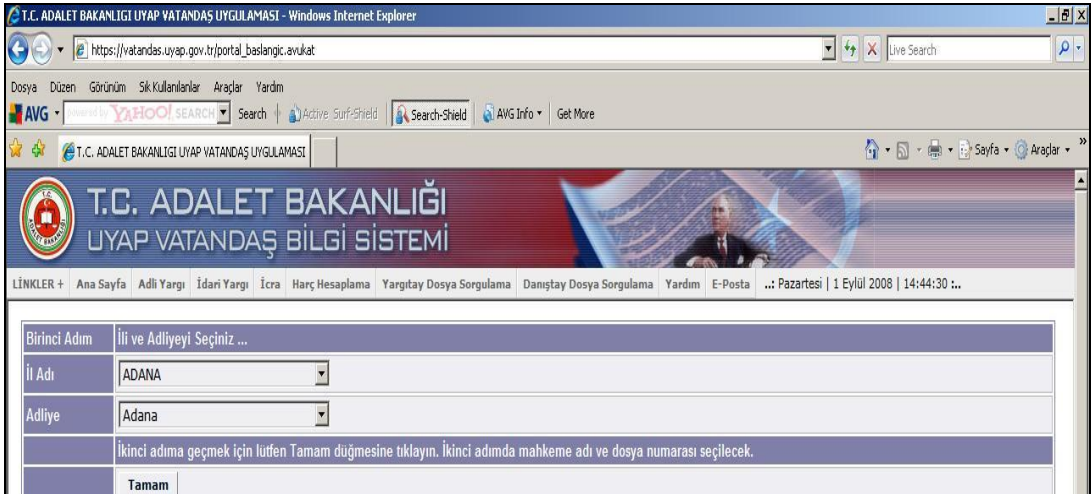 T.C. ADALET BAKANLIGI UYAP VATANDAŞ UYGULAMASI - Windows Internet Explorer
https://vatandas.uyap.gov.tr/portal_baslangic.avukat Live Search
Dosya Düzen Görünüm Sık Kullanılanlar Araçlar Yardım
AVG powered by YAHOO! SEARCH Search Active Surf-Shield Search-Shield AVG Info Get More
T.C. ADALET BAKANLIGI UYAP VATANDAŞ UYGULAMASI Sayfa Araçlar
T.C. ADALET BAKANLIĞI
UYAP VATANDAŞ BİLGİ SİSTEMİ
LİNKLER + Ana Sayfa Adli Yargı İdari Yargı İcra Harç Hesaplama Yargıtay Dosya Sorgulama Danıştay Dosya Sorgulama Yardım E-Posta ..: Pazartesi | 1 Eylül 2008 | 14:44:30 :..
Birinci Adım İli ve Adliyeyi Seçiniz ...
İl Adı ADANA
Adliye Adana
İkinci adıma geçmek için lütfen Tamam düğmesine tıklayın. İkinci adımda mahkeme adı ve dosya numarası seçilecek.
Tamam